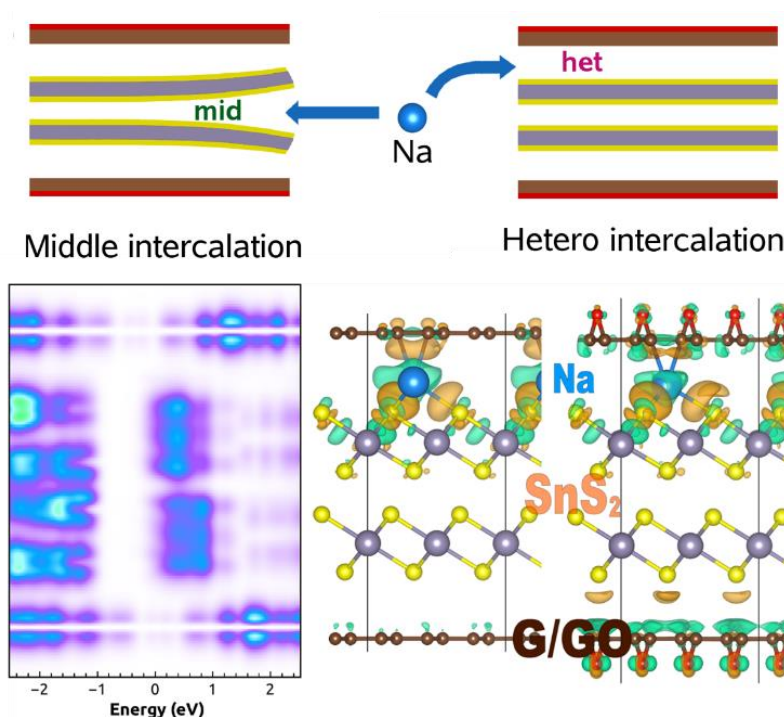 het
mid
Na
Middle intercalation
Hetero intercalation
Na
SnS₂
G/GO
−2 −1 0 1 2
Energy (eV)